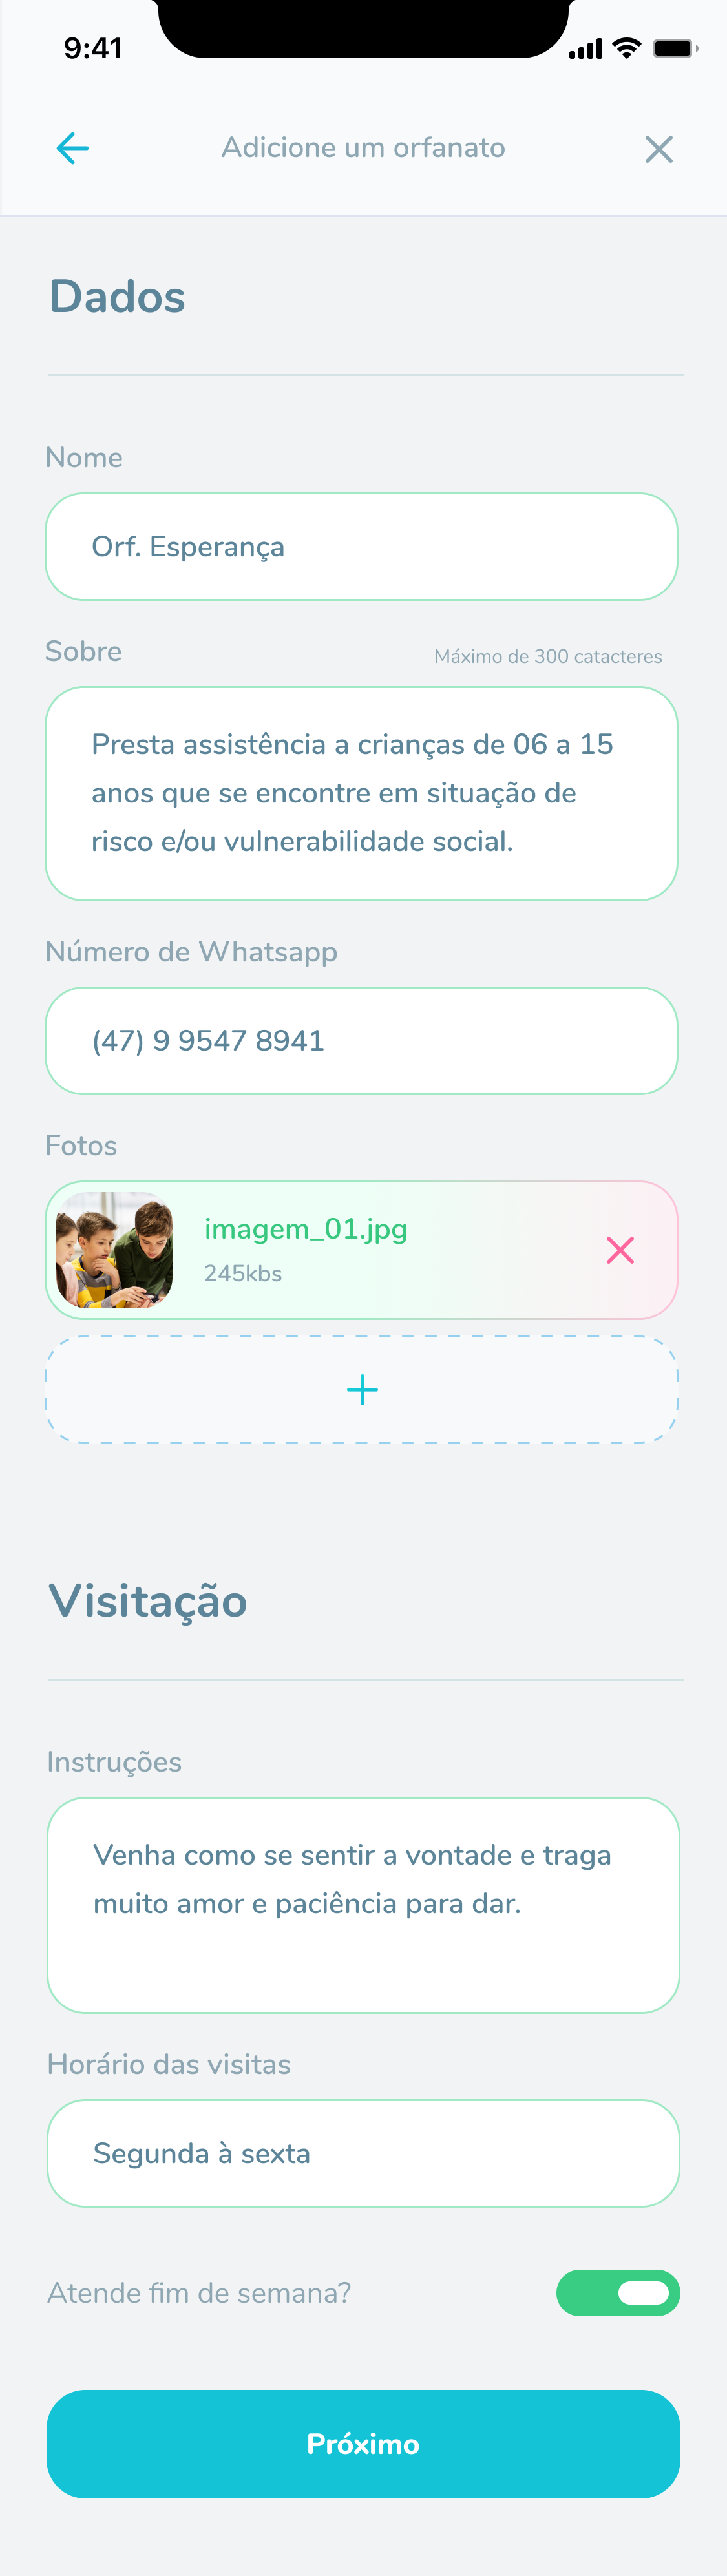 9:41
Adicione um orfanato
Dados
Nome
Orf. Esperança
Sobre
Máximo de 300 catacteres
Presta assistência a crianças de 06 a 15
anos que se encontre em situação de
risco e/ou vulnerabilidade social.
Número de Whatsapp
(47) 9 9547 8941
Fotos
imagem_01.jpg
245kbs
Visitação
Instruções
Venha como se sentir a vontade e traga
muito amor e paciência para dar.
Horário das visitas
Segunda à sexta
Atende fim de semana?
Próximo